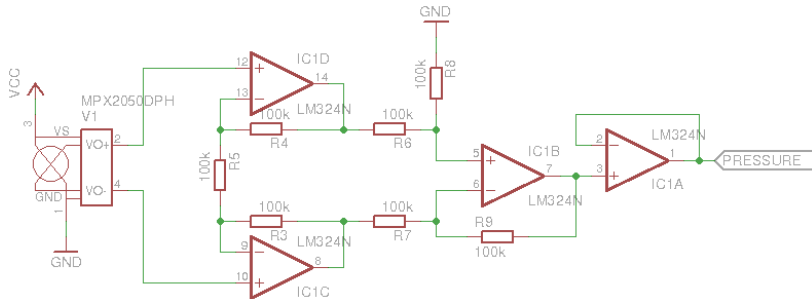 GND
VCC
MPX2050DPH
V1
3
VS
VO+
2
VO-
4
GND
1
GND
12
13
14
IC1D
LM324N
100k
R4
100k
R5
100k
R6
100k
R8
100k
R3
100k
R7
9
10
8
LM324N
IC1C
5
6
7
IC1B
LM324N
R9
100k
2
3
1
LM324N
IC1A
PRESSURE